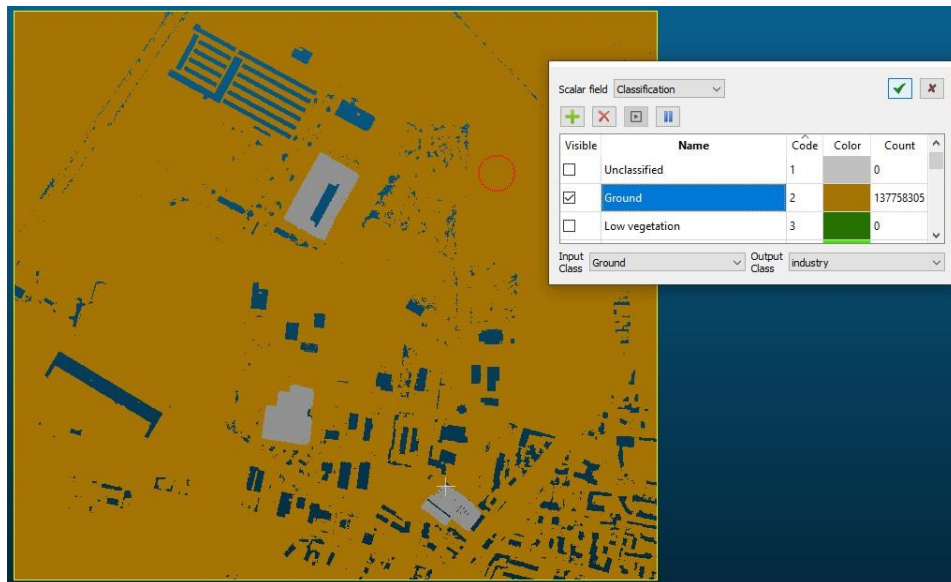 Scalar field Classification
Visible Name Code Color Count
Unclassified 1 0
Ground 2 137758305
Low vegetation 3 0
Input Class Ground Output Class industry